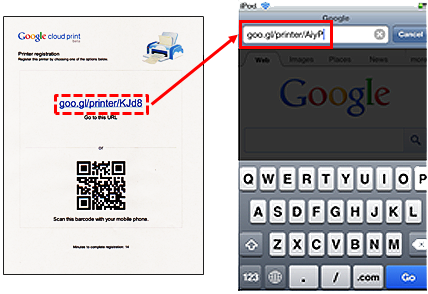 Google cloud print
beta
Printer registration
Register this printer by choosing one of the options below.
goo.gl/printer/KJd8
Go to this URL
or
Scan this barcode with your mobile phone.
Minutes to complete registration: 14
iPod
Google
goo.gl/printer/AiyP
Cancel
Web Images Places News
Google
Q W E R T Y U I O P
A S D F G H J K L
Z X C V B N M
123 . / .com Go